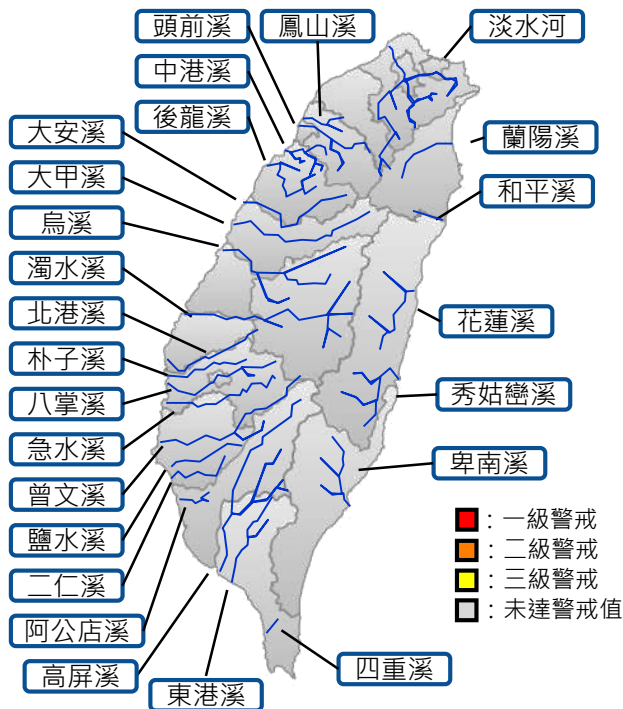 頭前溪
鳳山溪
淡水河
中港溪
後龍溪
大安溪
蘭陽溪
大甲溪
和平溪
烏溪
濁水溪
北港溪
花蓮溪
朴子溪
八掌溪
秀姑巒溪
急水溪
卑南溪
曾文溪
鹽水溪
二仁溪
阿公店溪
高屏溪
東港溪
四重溪
：一級警戒
：二級警戒
：三級警戒
：未達警戒值